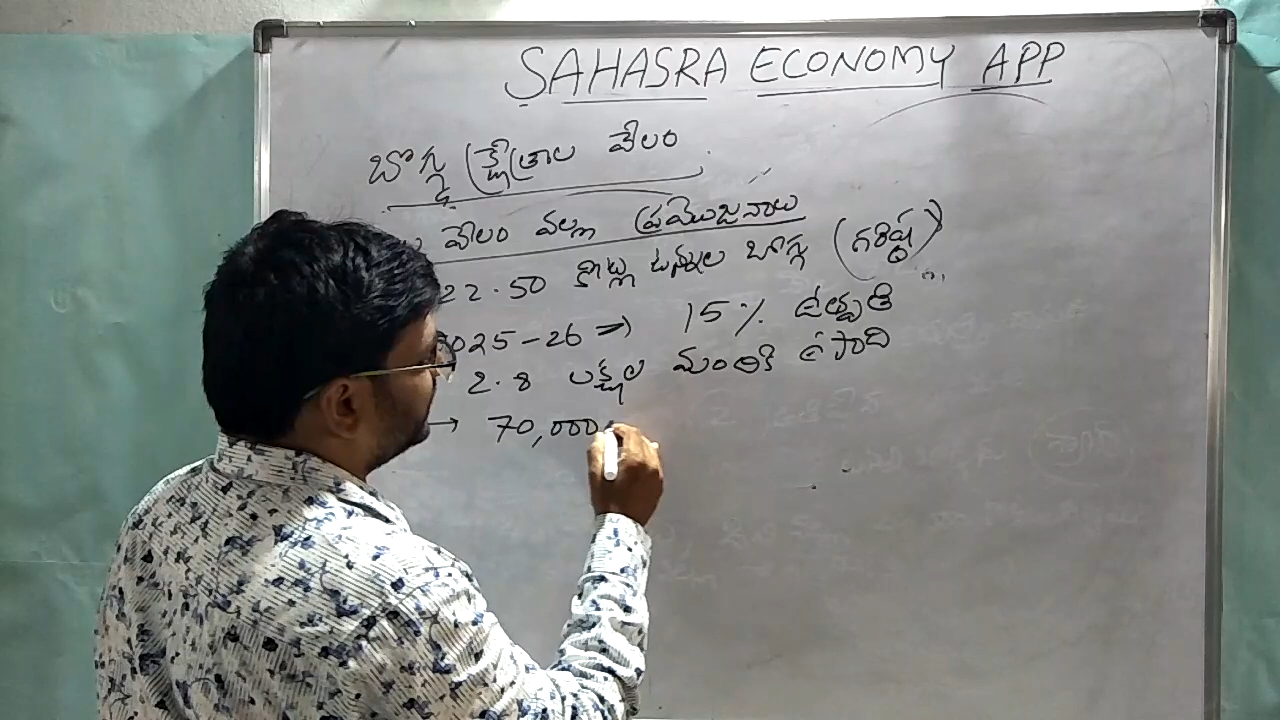 SAHASRA ECONOMY APP
బొగ్గు క్షేత్రాల వేలం
వేలం వల్ల ప్రయోజనాలు
22.50 కోట్ల టన్నుల బొగ్గు (గరిష్ఠ)
2025-26 => 15% ఉత్పత్తి
2.8 లక్షల మందికి ఉపాధి
→ 70,000